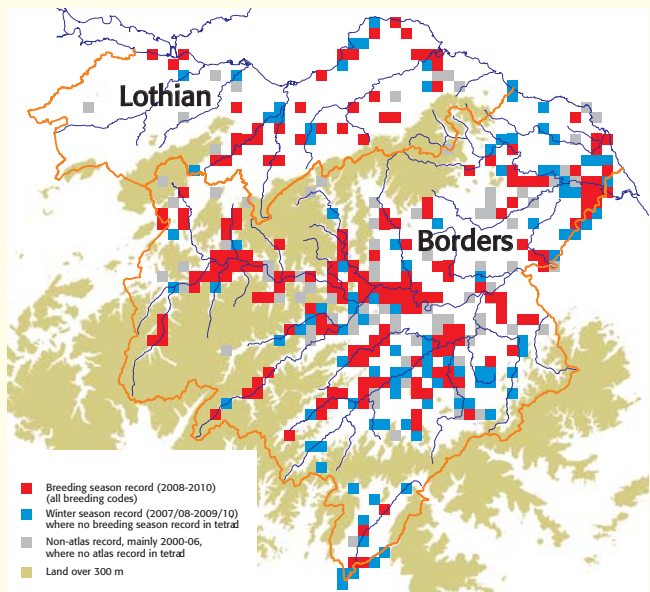 Lothian
Borders
Breeding season record (2008-2010)
(all breeding codes)
Winter season record (2007/08-2009/10)
where no breeding season record in tetrad
Non-atlas record, mainly 2000-06,
where no atlas record in tetrad
Land over 300 m